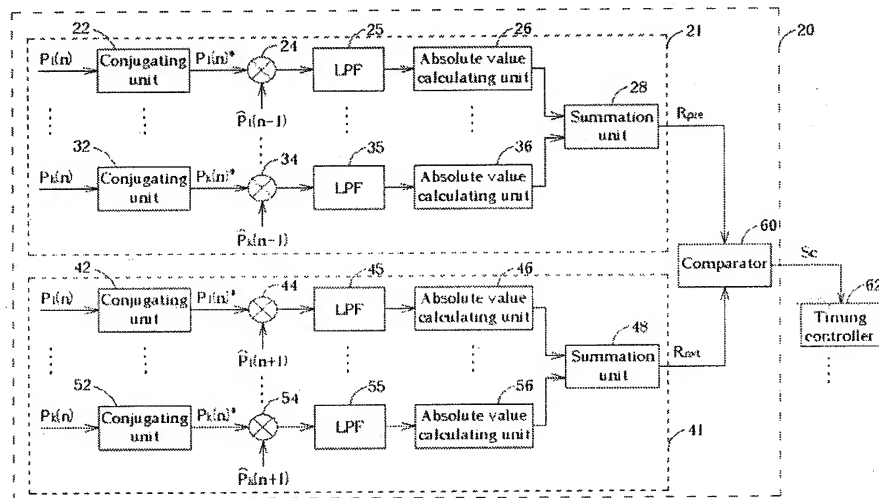 22 24 25 26 21 20
P1(n) Conjugating unit P1(n)* LPF Absolute value calculating unit
P̂1(n−1)
28
Summation unit Rpre
32 34 35 36
Pk(n) Conjugating unit Pk(n)* LPF Absolute value calculating unit
P̂k(n−1)
60
Comparator Sc
62
Timing controller
42 44 45 46
P1(n) Conjugating unit P1(n)* LPF Absolute value calculating unit
P̂1(n+1)
48
Summation unit Rnxt
52 54 55 56
Pk(n) Conjugating unit Pk(n)* LPF Absolute value calculating unit
P̂k(n+1)
41